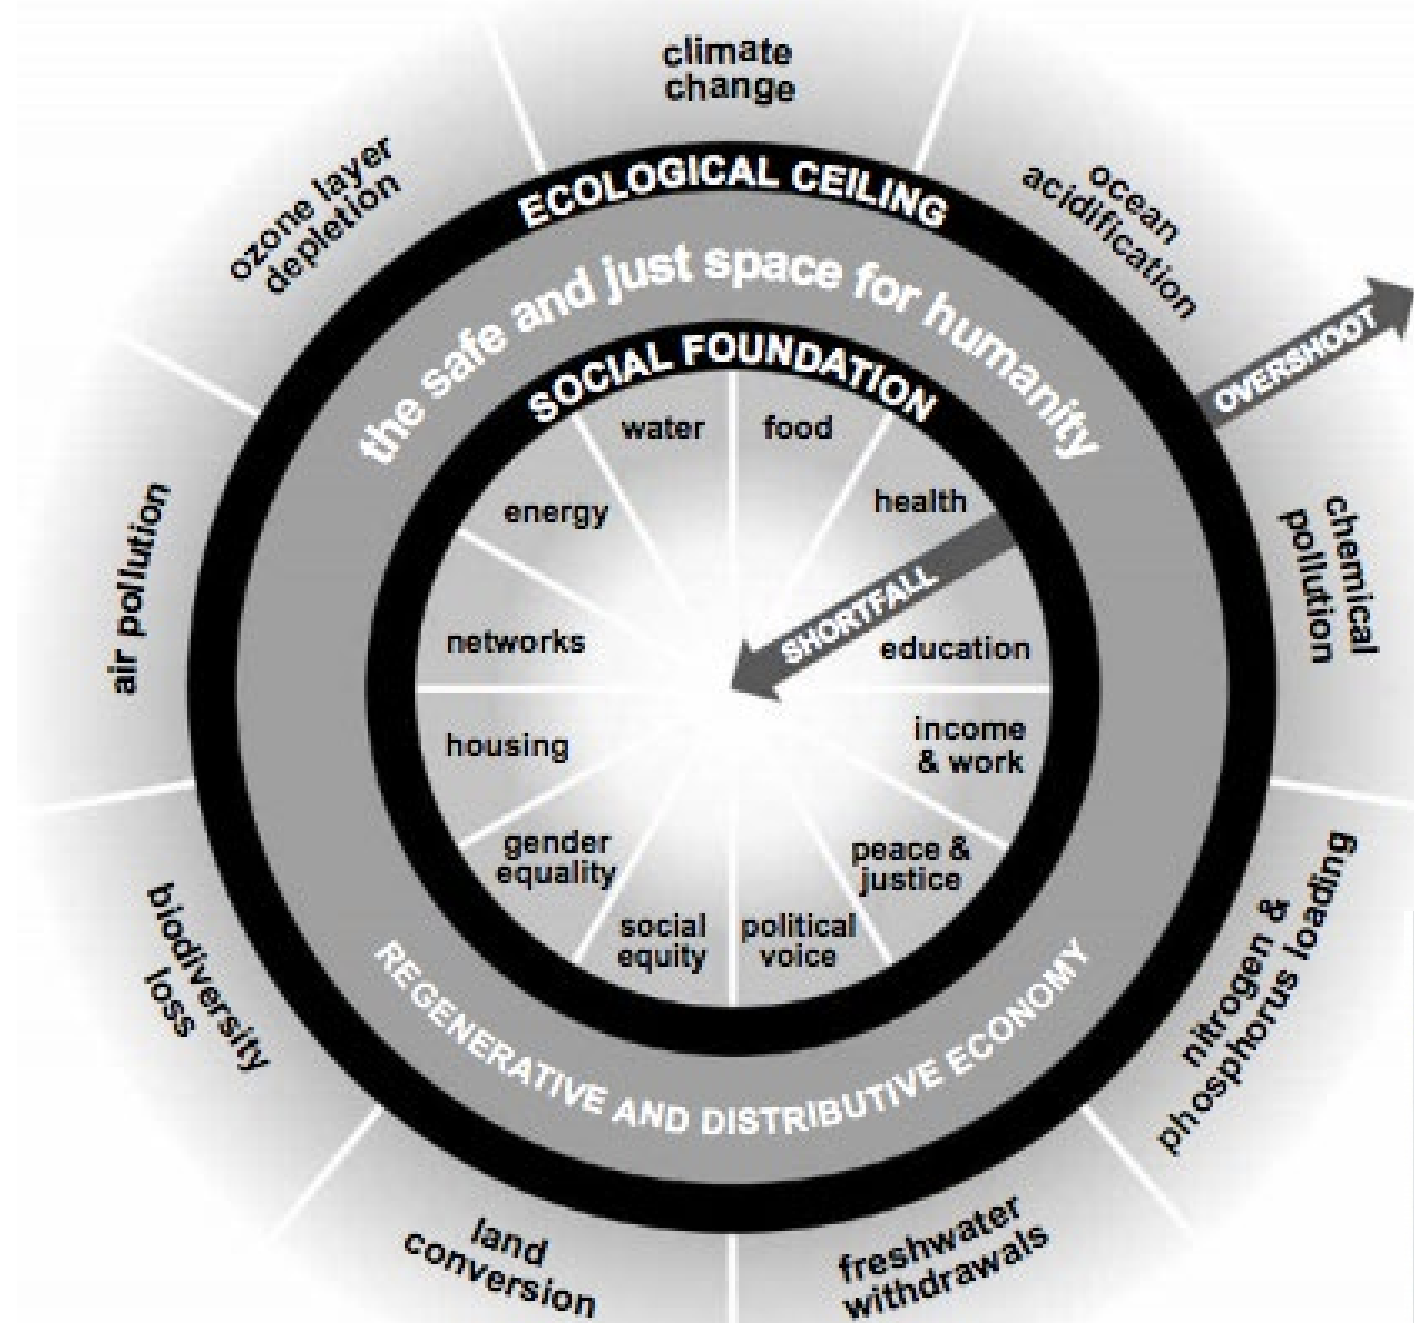 climate
change
ozone layer
depletion
ocean
acidification
ECOLOGICAL CEILING
the safe and just space for humanity
OVERSHOOT
SOCIAL FOUNDATION
water
food
energy
health
air pollution
chemical
pollution
SHORTFALL
networks
education
housing
income
& work
gender
equality
peace &
justice
social
equity
political
voice
biodiversity
loss
nitrogen &
phosphorus loading
REGENERATIVE AND DISTRIBUTIVE ECONOMY
land
conversion
freshwater
withdrawals